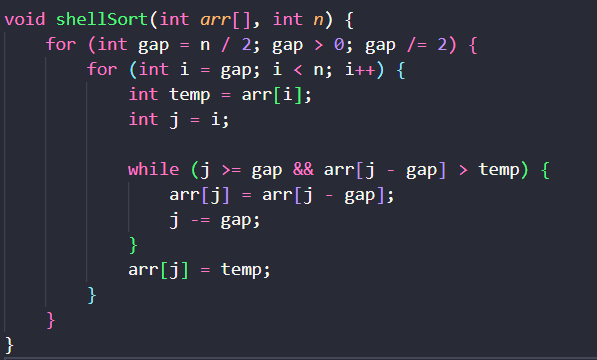 void shellSort(int arr[], int n) {
    for (int gap = n / 2; gap > 0; gap /= 2) {
        for (int i = gap; i < n; i++) {
            int temp = arr[i];
            int j = i;

            while (j >= gap && arr[j - gap] > temp) {
                arr[j] = arr[j - gap];
                j -= gap;
            }
            arr[j] = temp;
        }
    }
}